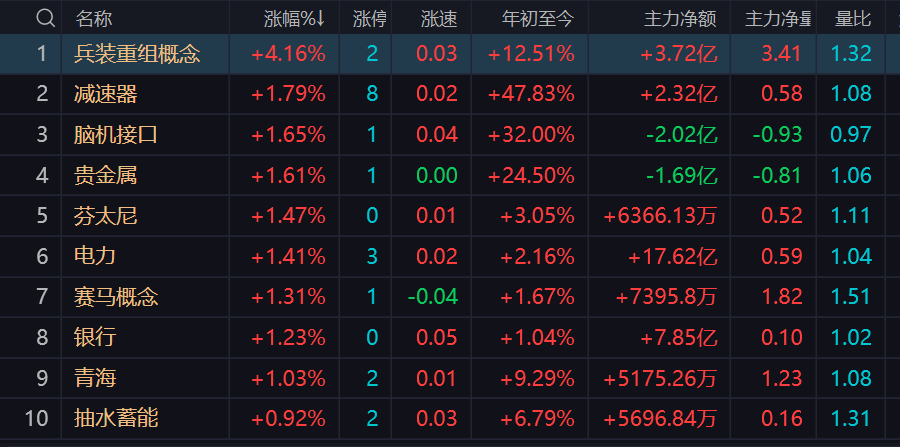 名称 涨幅%↓ 涨停 涨速 年初至今 主力净额 主力净量 量比
1 兵装重组概念 +4.16% 2 0.03 +12.51% +3.72亿 3.41 1.32
2 减速器 +1.79% 8 0.02 +47.83% +2.32亿 0.58 1.08
3 脑机接口 +1.65% 1 0.04 +32.00% -2.02亿 -0.93 0.97
4 贵金属 +1.61% 1 0.00 +24.50% -1.69亿 -0.81 1.06
5 芬太尼 +1.47% 0 0.01 +3.05% +6366.13万 0.52 1.11
6 电力 +1.41% 3 0.02 +2.16% +17.62亿 0.59 1.04
7 赛马概念 +1.31% 1 -0.04 +1.67% +7395.8万 1.82 1.51
8 银行 +1.23% 0 0.05 +1.04% +7.85亿 0.10 1.02
9 青海 +1.03% 2 0.01 +9.29% +5175.26万 1.23 1.08
10 抽水蓄能 +0.92% 2 0.03 +6.79% +5696.84万 0.16 1.31